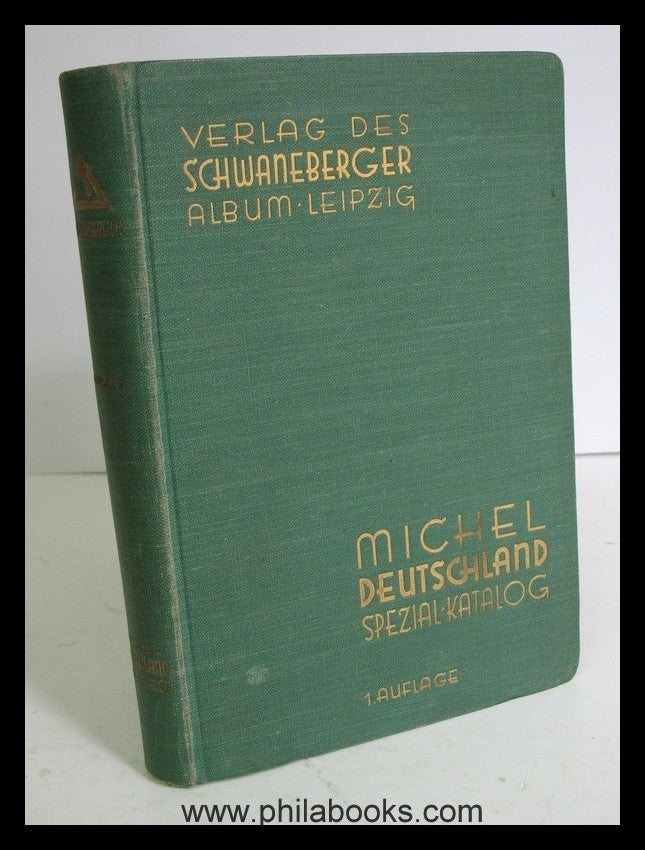 VERLAG DES
SCHWANEBERGER
ALBUM·LEIPZIG
MICHEL
DEUTSCHLAND
SPEZIAL·KATALOG
1. AUFLAGE
www.philabooks.com